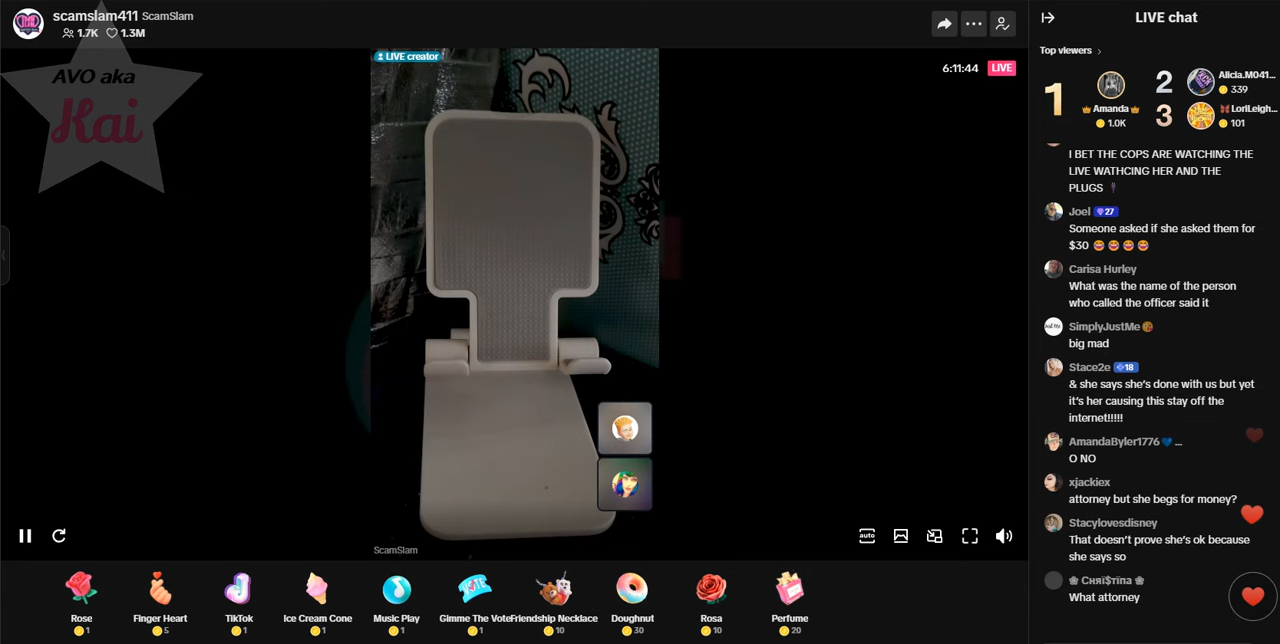 scamslam411 ScamSlam
1.7K 1.3M
AVO aka
Kai
LIVE creator
6:11:44 LIVE
ScamSlam
auto
Rose
1
Finger Heart
5
TikTok
1
Ice Cream Cone
1
Music Play
1
Gimme The Vote
1
Friendship Necklace
10
Doughnut
30
Rosa
10
Perfume
20
LIVE chat
Top viewers
1
Amanda
1.0K
2
Alicia.M041...
339
3
LoriLeigh...
101
I BET THE COPS ARE WATCHING THE
LIVE WATHCING HER AND THE
PLUGS
Joel 27
Someone asked if she asked them for
$30
Carisa Hurley
What was the name of the person
who called the officer said it
SimplyJustMe
big mad
Stace2e 18
& she says she's done with us but yet
it's her causing this stay off the
internet!!!!!
AmandaByler1776 💙 ...
O NO
xjackiex
attorney but she begs for money?
Stacylovesdisney
That doesn't prove she's ok because
she says so
What attorney